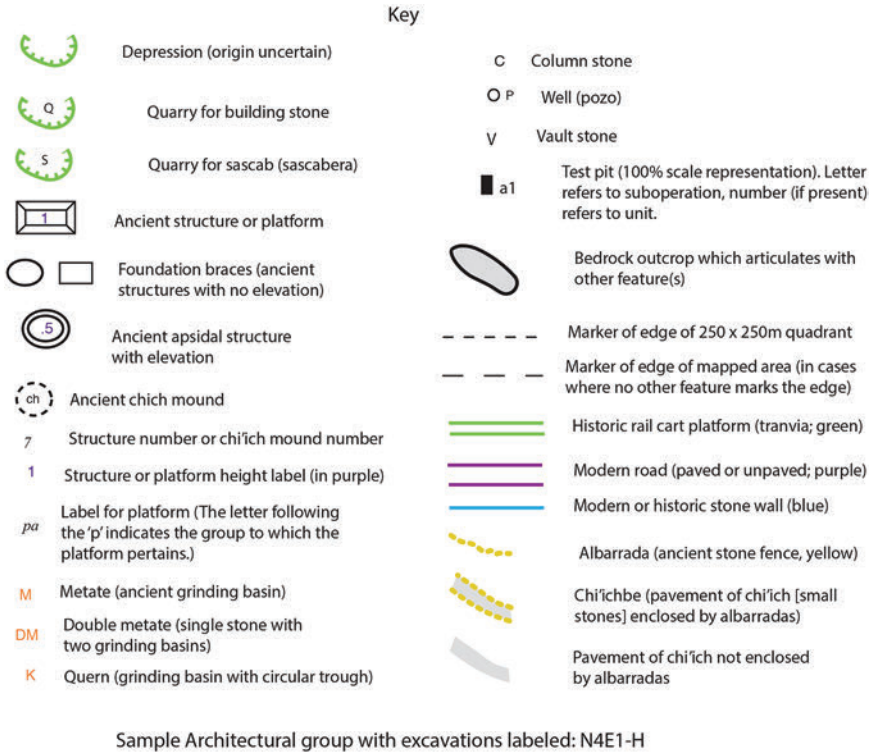 Key
Depression (origin uncertain)
Q
Quarry for building stone
S
Quarry for sascab (sascabera)
1
Ancient structure or platform
Foundation braces (ancient
structures with no elevation)
.5
Ancient apsidal structure
with elevation
ch
Ancient chich mound
7
Structure number or chi'ich mound number
1
Structure or platform height label (in purple)
pa
Label for platform (The letter following
the 'p' indicates the group to which the
platform pertains.)
M
Metate (ancient grinding basin)
DM
Double metate (single stone with
two grinding basins)
K
Quern (grinding basin with circular trough)
C
Column stone
P
Well (pozo)
V
Vault stone
a1
Test pit (100% scale representation). Letter
refers to suboperation, number (if present)
refers to unit.
Bedrock outcrop which articulates with
other feature(s)
Marker of edge of 250 x 250m quadrant
Marker of edge of mapped area (in cases
where no other feature marks the edge)
Historic rail cart platform (tranvia; green)
Modern road (paved or unpaved; purple)
Modern or historic stone wall (blue)
Albarrada (ancient stone fence, yellow)
Chi'ichbe (pavement of chi'ich [small
stones] enclosed by albarradas)
Pavement of chi'ich not enclosed
by albarradas
Sample Architectural group with excavations labeled: N4E1-H